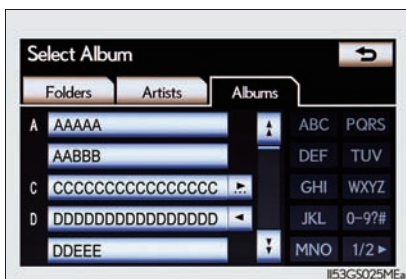 Select Album
Folders Artists Albums
A AAAAA ABC PQRS
AABBB DEF TUV
C CCCCCCCCCCCCCCCC GHI WXYZ
D DDDDDDDDDDDDDDDD JKL 0-9?#
DDEEE MNO 1/2
II53GS025MEa